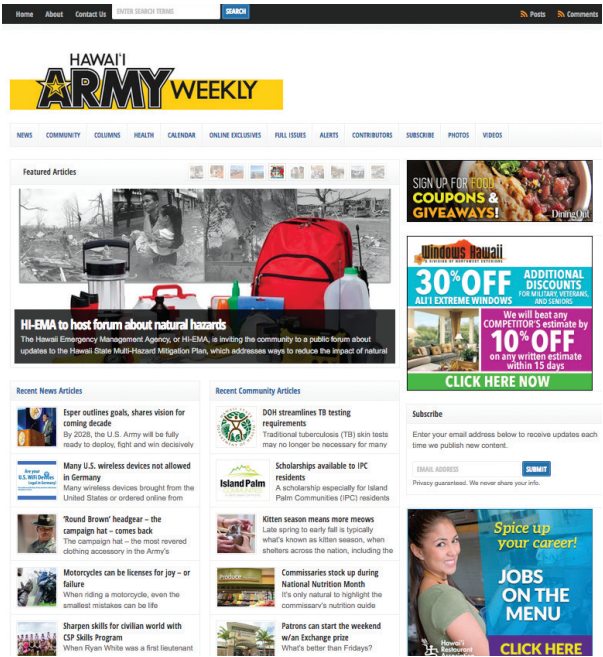 Home About Contact Us ENTER SEARCH TERMS SEARCH Posts Comments
HAWAI'I
ARMY WEEKLY
NEWS COMMUNITY COLUMNS HEALTH CALENDAR ONLINE EXCLUSIVES FULL ISSUES ALERTS CONTRIBUTORS SUBSCRIBE PHOTOS VIDEOS
Featured Articles
HI-EMA to host forum about natural hazards
The Hawaii Emergency Management Agency, or HI-EMA, is inviting the community to a public forum about
updates to the Hawaii State Multi-Hazard Mitigation Plan, which addresses ways to reduce the impact of natural
SIGN UP FOR FOOD
COUPONS &
GIVEAWAYS!
DiningOut
Windows Hawaii
A DIVISION OF NORTHWEST EXTERIORS
30% OFF
ALI'I EXTREME WINDOWS
ADDITIONAL
DISCOUNTS
FOR MILITARY, VETERANS,
AND SENIORS
We will beat any
COMPETITOR'S estimate by
10% OFF
on any written estimate
within 15 days
CLICK HERE NOW
Recent News Articles
Esper outlines goals, shares vision for
coming decade
By 2028, the U.S. Army will be fully
ready to deploy, fight and win decisively
Are your
U.S. WiFi Devices
Legal in Germany?
Many U.S. wireless devices not allowed
in Germany
Many wireless devices brought from the
United States or ordered online from
'Round Brown' headgear – the
campaign hat – comes back
The campaign hat – the most revered
clothing accessory in the Army's
Motorcycles can be licenses for joy – or
failure
When riding a motorcycle, even the
smallest mistakes can be life
Sharpen skills for civilian world with
CSP Skills Program
When Ryan White was a first lieutenant
Recent Community Articles
DOH streamlines TB testing
requirements
Traditional tuberculosis (TB) skin tests
may no longer be necessary for many
Island Palm
Scholarships available to IPC
residents
A scholarship especially for Island
Palm Communities (IPC) residents
Kitten season means more meows
Late spring to early fall is typically
what's known as kitten season, when
shelters across the nation, including the
Produce
Commissaries stock up during
National Nutrition Month
It's only natural to highlight the
commissary's nutrition guide
Patrons can start the weekend
w/an Exchange prize
What's better than Fridays?
Subscribe
Enter your email address below to receive updates each
time we publish new content.
EMAIL ADDRESS SUBMIT
Privacy guaranteed. We never share your info.
Spice up
your career!
JOBS
ON THE
MENU
Hawai'i
Restaurant
Association
CLICK HERE